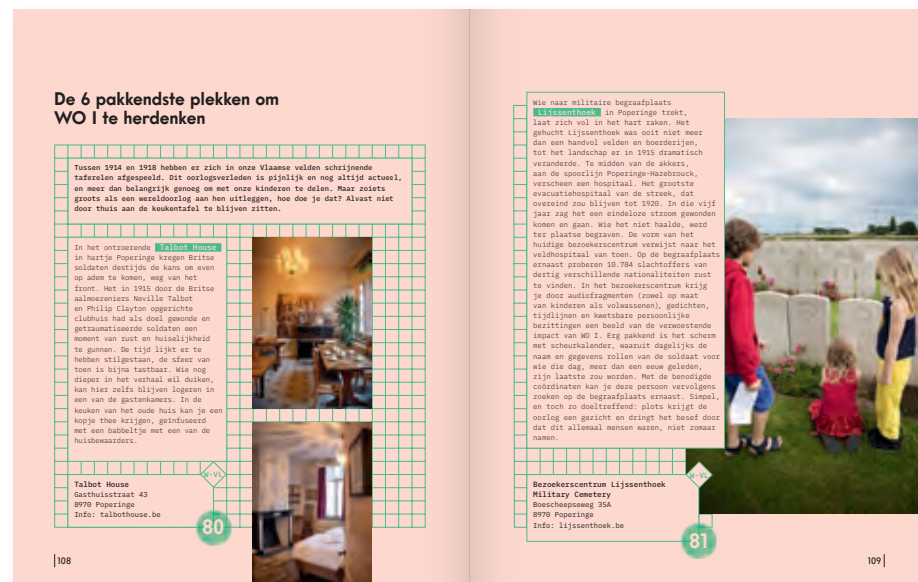 De 6 pakkendste plekken om
WO I te herdenken
Tussen 1914 en 1918 hebben er zich in onze Vlaamse velden schrijnende
taferelen afgespeeld. Dit oorlogsverleden is pijnlijk en nog altijd actueel,
en meer dan belangrijk genoeg om met onze kinderen te delen. Maar zoiets
groots als een wereldoorlog aan hen uitleggen, hoe doe je dat? Alvast niet
door thuis aan de keukentafel te blijven zitten.
In het ontroerende Talbot House
in hartje Poperinge kregen Britse
soldaten destijds de kans om even
op adem te komen, weg van het
front. Het in 1915 door de Britse
aalmoezeniers Neville Talbot
en Philip Clayton opgerichte
clubhuis had als doel gewonde en
getraumatiseerde soldaten een
moment van rust en huiselijkheid
te gunnen. De tijd lijkt er te
hebben stilgestaan, de sfeer van
toen is bijna tastbaar. Wie nog
dieper in het verhaal wil duiken,
kan hier zelfs blijven logeren in
een van de gastenkamers. In de
keuken van het oude huis kan je een
kopje thee krijgen, geïnfuseerd
met een babbeltje met een van de
huisbewaarders.
W-VL
Talbot House
Gasthuisstraat 43
8970 Poperinge
Info: talbothouse.be
80
108
Wie naar militaire begraafplaats
Lijssenthoek in Poperinge trekt,
laat zich vol in het hart raken. Het
gehucht Lijssenthoek was ooit niet meer
dan een handvol velden en boerderijen,
tot het landschap er in 1915 dramatisch
veranderde. Te midden van de akkers,
aan de spoorlijn Poperinge-Hazebrouck,
verscheen een hospitaal. Het grootste
evacuatiehospitaal van de streek, dat
overeind zou blijven tot 1920. In die vijf
jaar zag het een eindeloze stroom gewonden
komen en gaan. Wie het niet haalde, werd
ter plaatse begraven. De vorm van het
huidige bezoekerscentrum verwijst naar het
veldhospitaal van toen. Op de begraafplaats
ernaast proberen 10.784 slachtoffers van
dertig verschillende nationaliteiten rust
te vinden. In het bezoekerscentrum krijg
je door audiofragmenten (zowel op maat
van kinderen als volwassenen), gedichten,
tijdlijnen en kwetsbare persoonlijke
bezittingen een beeld van de verwoestende
impact van WO I. Erg pakkend is het scherm
met scheurkalender, waaruit dagelijks de
naam en gegevens rollen van de soldaat voor
wie die dag, meer dan een eeuw geleden,
zijn laatste zou worden. Met de benodigde
coördinaten kan je deze persoon vervolgens
zoeken op de begraafplaats ernaast. Simpel,
en toch zo doeltreffend: plots krijgt de
oorlog een gezicht en dringt het besef door
dat dit allemaal mensen waren, niet zomaar
namen.
W-VL
Bezoekerscentrum Lijssenthoek
Military Cemetery
Boescheepseweg 35A
8970 Poperinge
Info: lijssenthoek.be
81
109